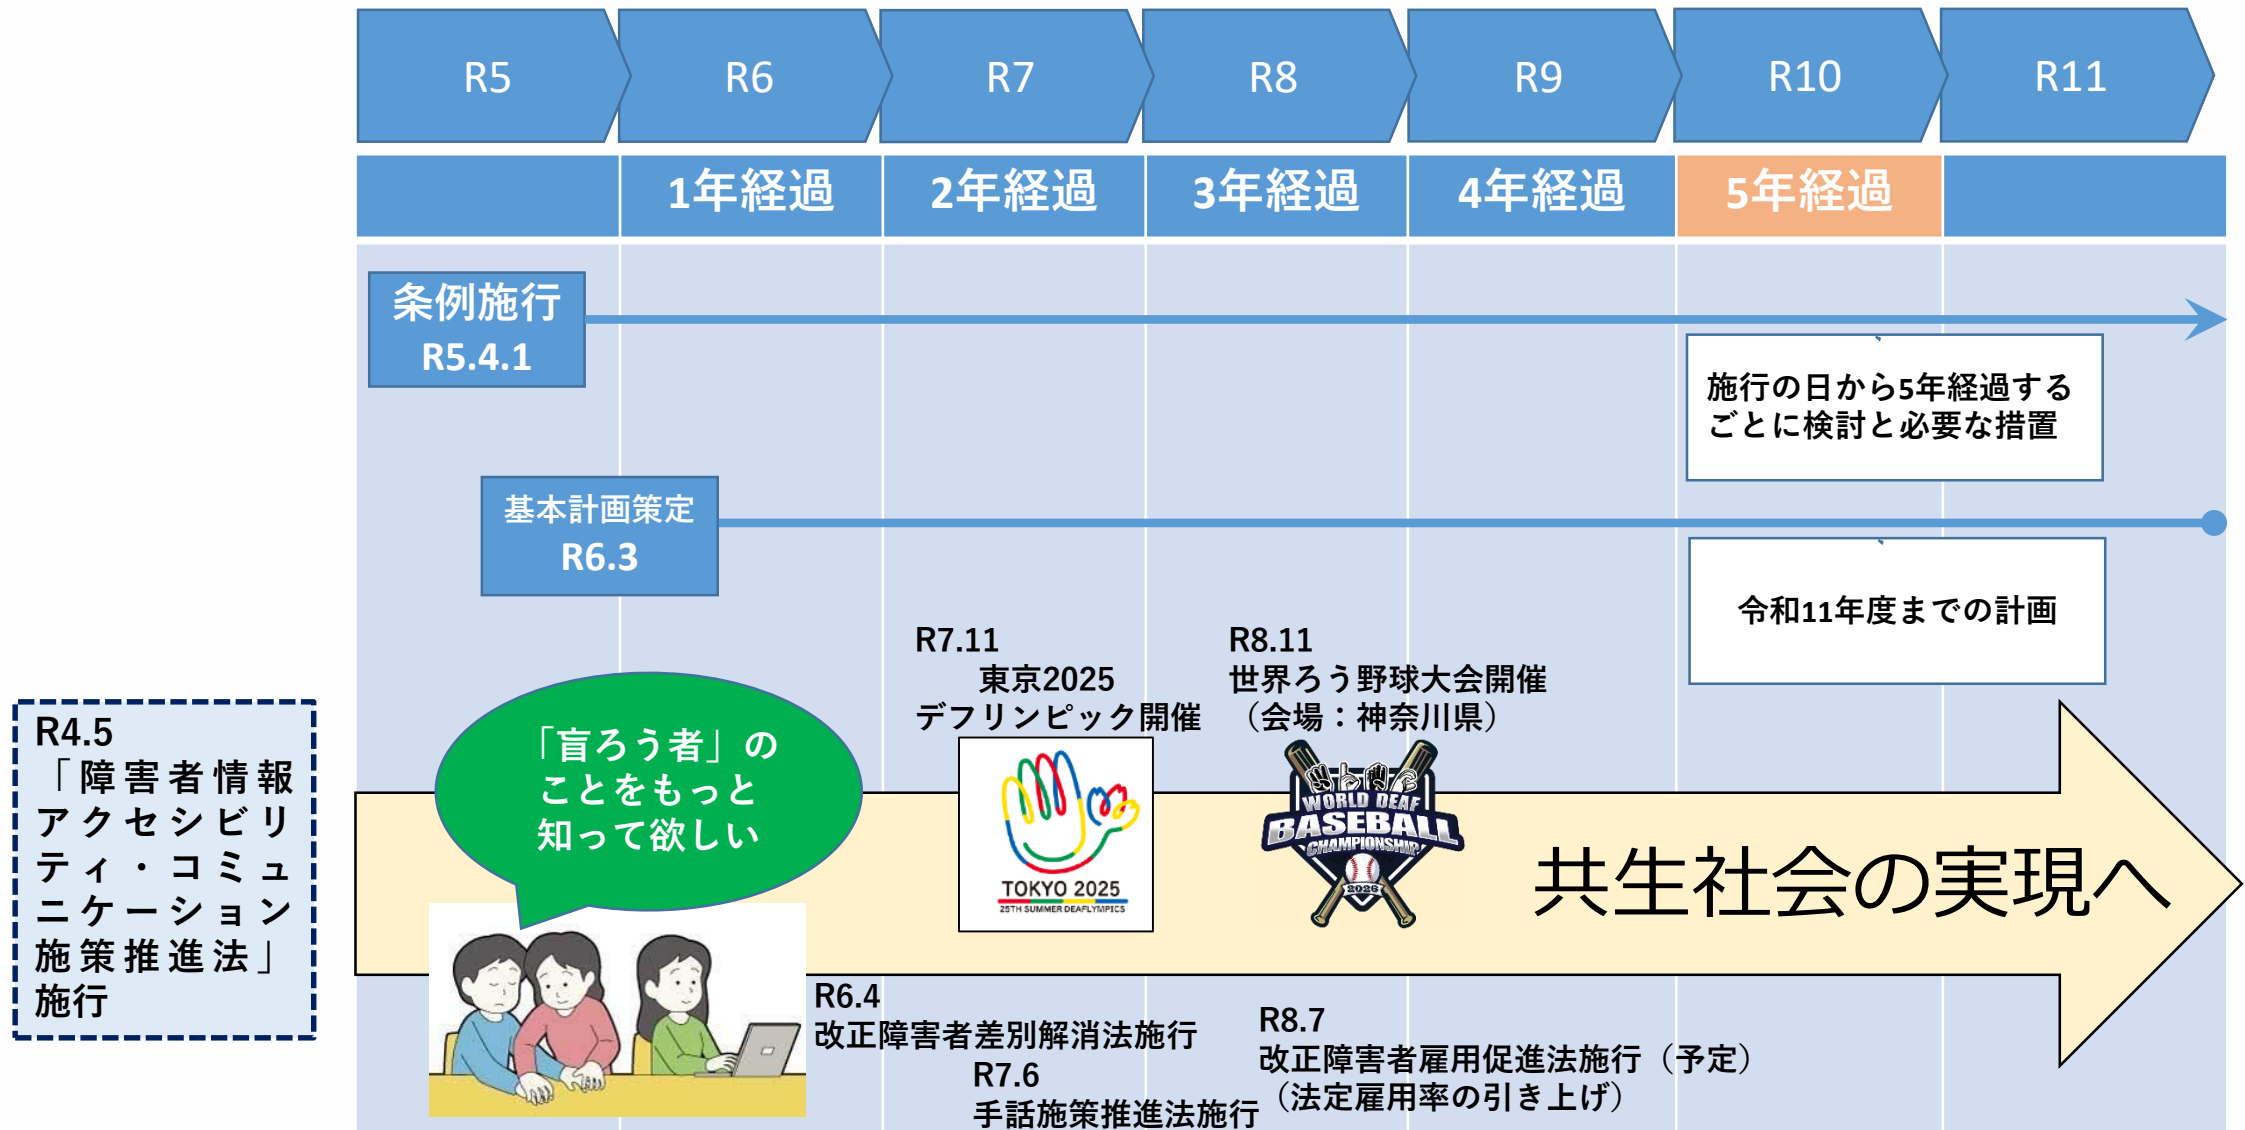 R5
R6
R7
R8
R9
R10
R11
1年経過
2年経過
3年経過
4年経過
5年経過
条例施行
R5.4.1
施行の日から5年経過する
ごとに検討と必要な措置
基本計画策定
R6.3
令和11年度までの計画
R4.5
「障害者情報
アクセシビリ
ティ・コミュ
ニケーション
施策推進法」
施行
「盲ろう者」の
ことをもっと
知って欲しい
R7.11
東京2025
デフリンピック開催
TOKYO 2025
25TH SUMMER DEAFLYMPICS
R8.11
世界ろう野球大会開催
（会場：神奈川県）
WORLD DEAF
BASEBALL
CHAMPIONSHIP
2026
共生社会の実現へ
R6.4
改正障害者差別解消法施行
R7.6
手話施策推進法施行
R8.7
改正障害者雇用促進法施行（予定）
（法定雇用率の引き上げ）